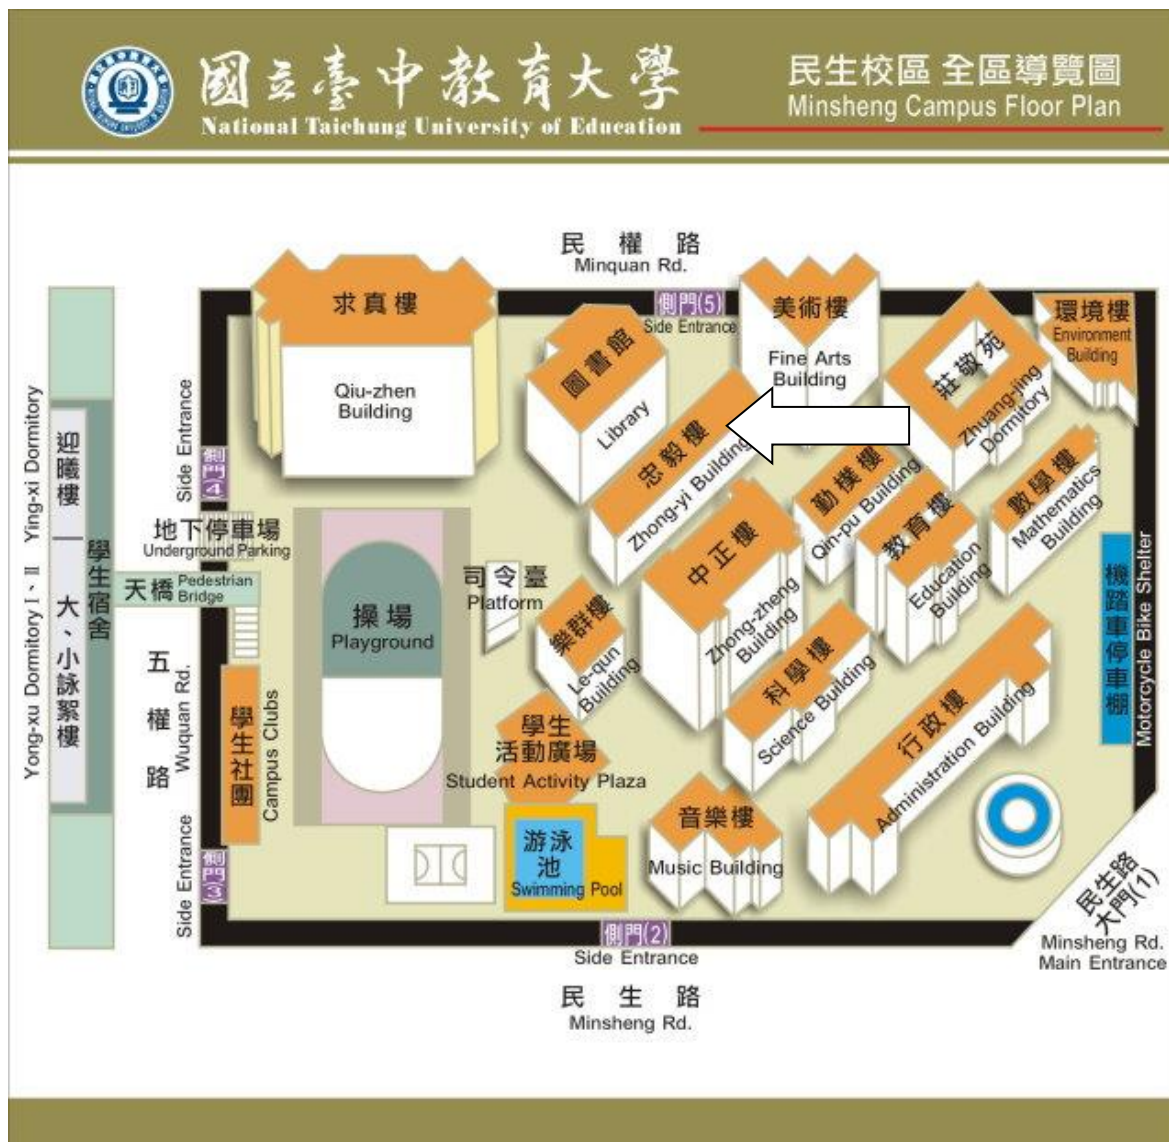 國立臺中教育大學
National Taichung University of Education
民生校區 全區導覽圖
Minsheng Campus Floor Plan
民權路
Minquan Rd.
求真樓
Qiu-zhen
Building
圖書館
Library
側門(5)
Side Entrance
美術樓
Fine Arts
Building
莊敬苑
Zhuang-jing
Dormitory
環境樓
Environment
Building
忠毅樓
Zhong-yi Building
勤樸樓
Qin-pu Building
教育樓
Education
Building
數學樓
Mathematics
Building
中正樓
Zhong-zheng
Building
科學樓
Science Building
行政樓
Administration Building
機踏車停車棚
Motorcycle Bike Shelter
Side Entrance
側門(4)
地下停車場
Underground Parking
天橋
Pedestrian
Bridge
迎曦樓
Ying-xi Dormitory
大、小詠絮樓
Yong-xu Dormitory I、II
學生宿舍
五權路
Wuquan Rd.
操場
Playground
司令臺
Platform
樂群樓
Le-qun
Building
學生社團
Campus Clubs
學生
活動廣場
Student Activity Plaza
游泳
池
Swimming Pool
音樂樓
Music Building
Side Entrance
側門(3)
側門(2)
Side Entrance
民生路
Minsheng Rd.
民生路
大門(1)
Minsheng Rd.
Main Entrance